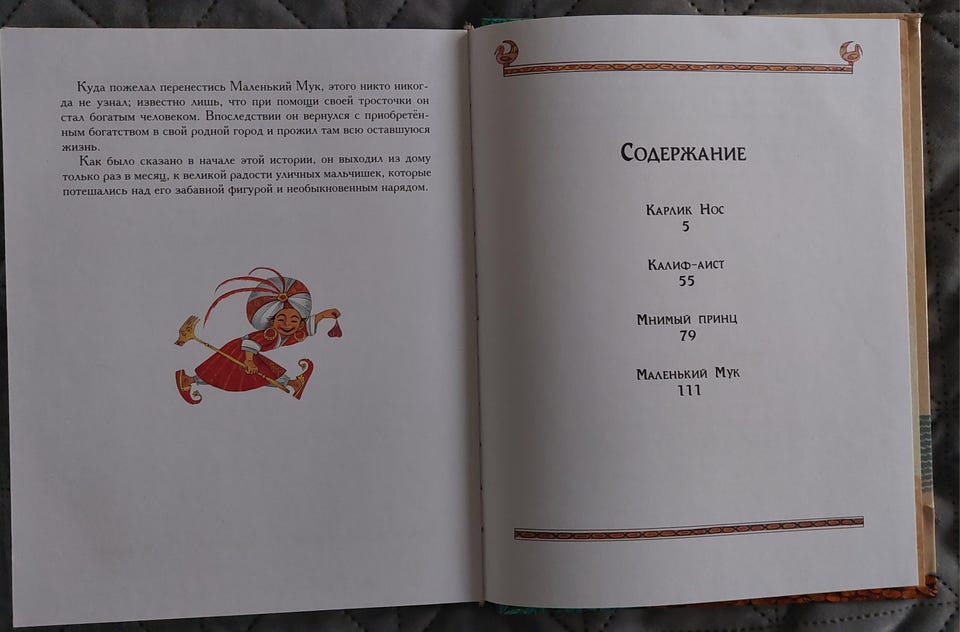 Куда пожелал перенестись Маленький Мук, этого никто никог-
да не узнал; известно лишь, что при помощи своей тросточки он
стал богатым человеком. Впоследствии он вернулся с приобретён-
ным богатством в свой родной город и прожил там всю оставшуюся
жизнь.
Как было сказано в начале этой истории, он выходил из дому
только раз в месяц, к великой радости уличных мальчишек, которые
потешались над его забавной фигурой и необыкновенным нарядом.
Содержание
Карлик Нос
5
Калиф-аист
55
Мнимый принц
79
Маленький Мук
111